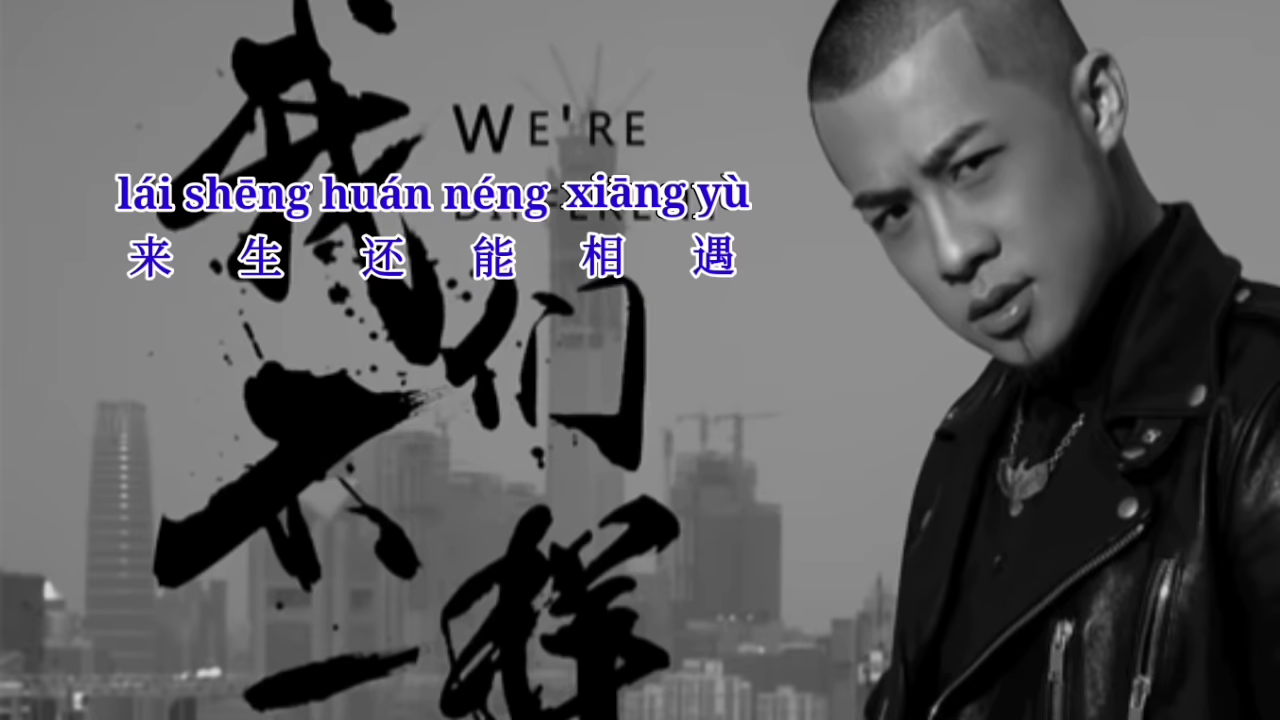 我们
不一样
WE'RE
DIFFERENT
lái shēng huán néng xiāng yù
来 生 还 能 相 遇